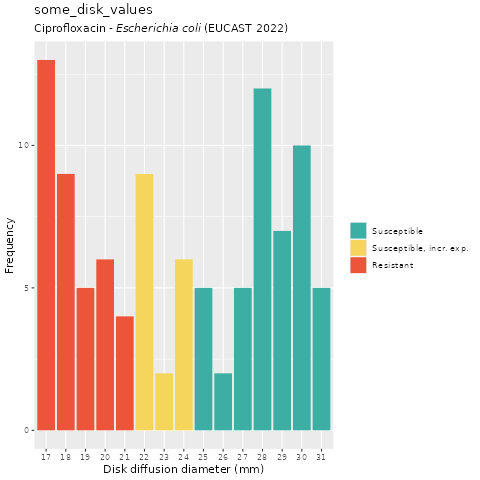 some_disk_values
Ciprofloxacin - Escherichia coli (EUCAST 2022)
Frequency
10
5
0
17 18 19 20 21 22 23 24 25 26 27 28 29 30 31
Disk diffusion diameter (mm)
Susceptible
Susceptible, incr. exp.
Resistant